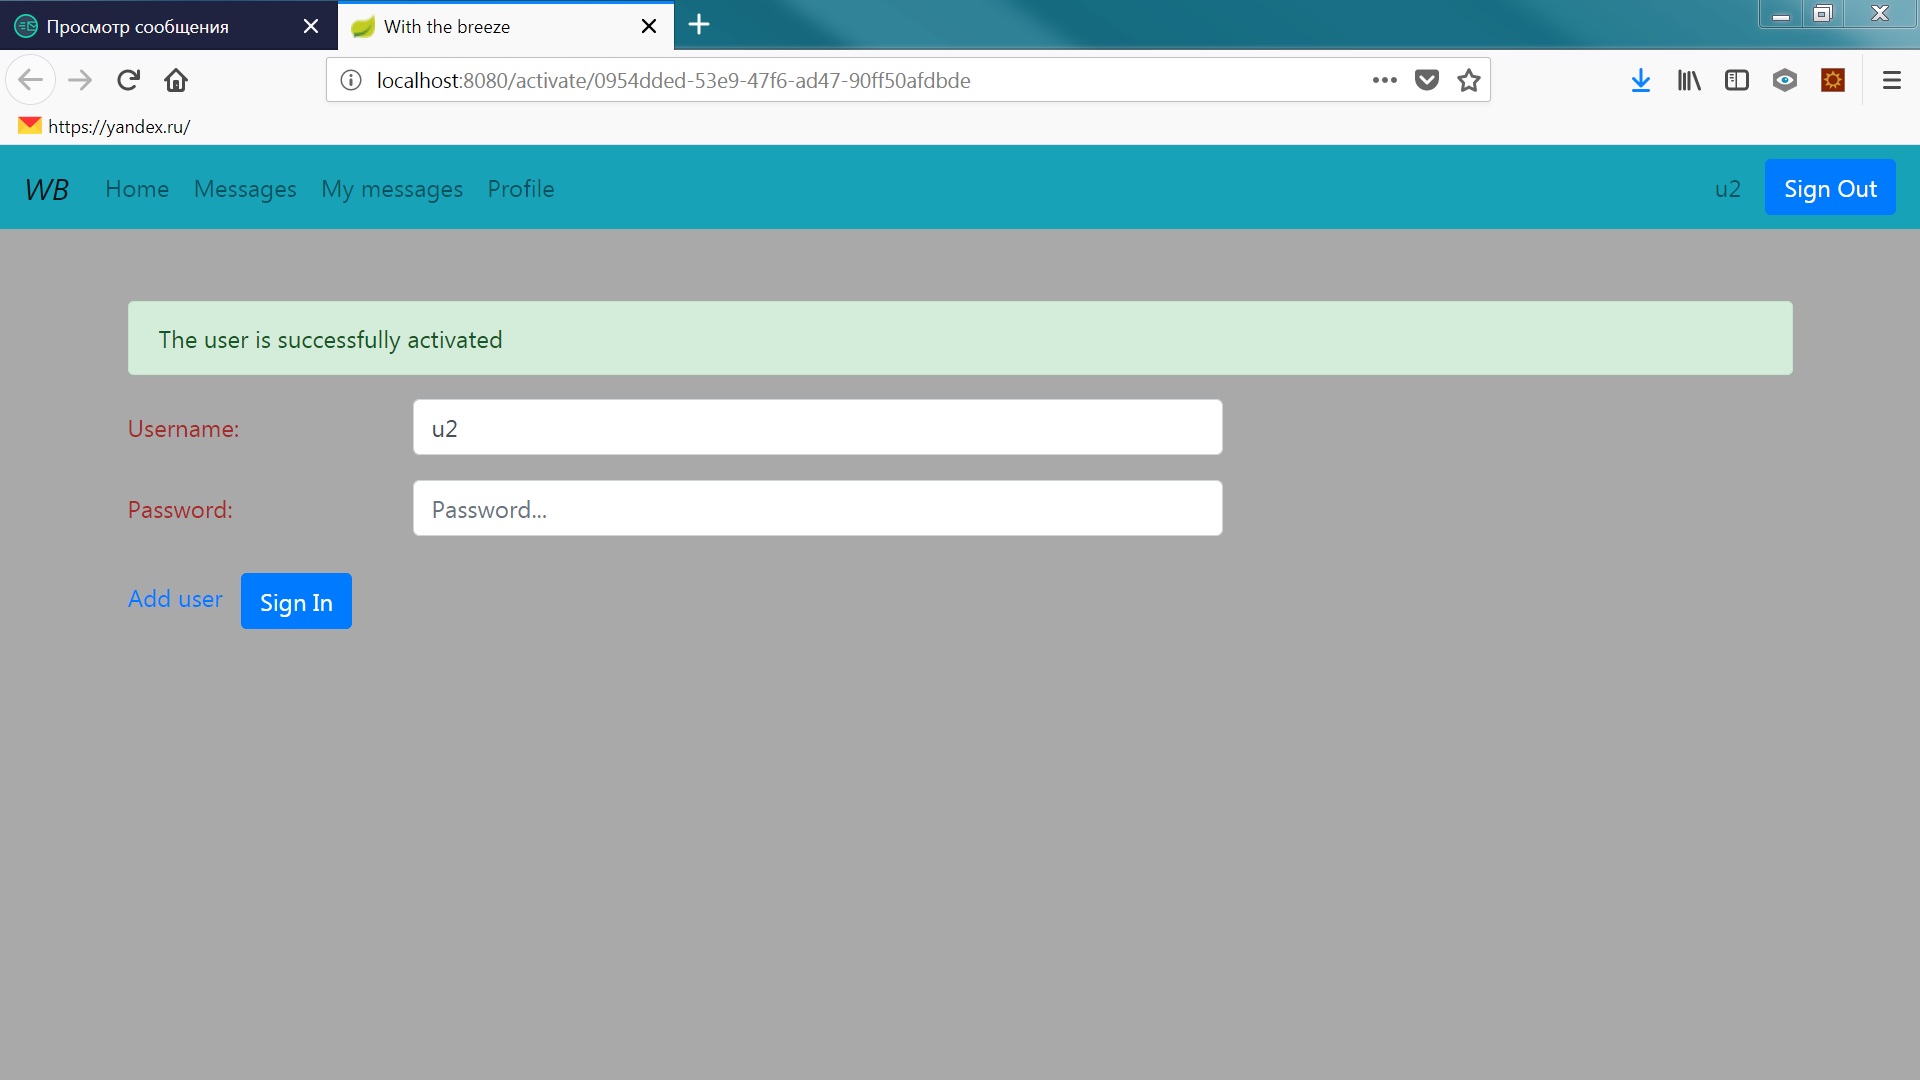 Просмотр сообщения
With the breeze
localhost:8080/activate/0954dded-53e9-47f6-ad47-90ff50afdbde
https://yandex.ru/
WB Home Messages My messages Profile u2 Sign Out
The user is successfully activated
Username: u2
Password: Password...
Add user Sign In